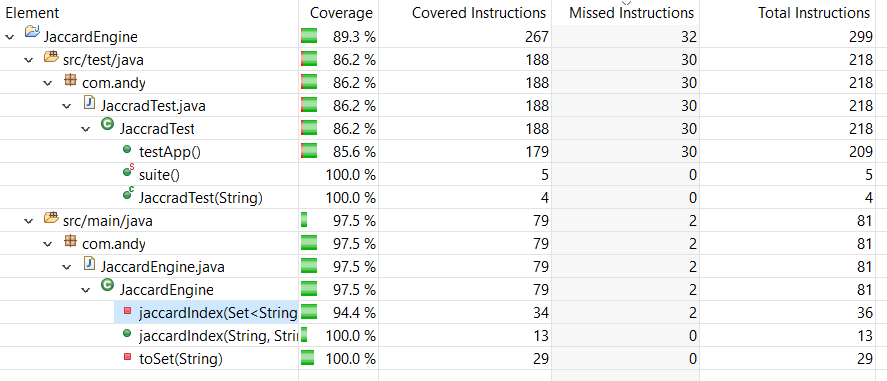 Element Coverage Covered Instructions Missed Instructions Total Instructions
JaccardEngine 89.3 % 267 32 299
src/test/java 86.2 % 188 30 218
com.andy 86.2 % 188 30 218
JaccradTest.java 86.2 % 188 30 218
JaccradTest 86.2 % 188 30 218
testApp() 85.6 % 179 30 209
suite() 100.0 % 5 0 5
JaccradTest(String) 100.0 % 4 0 4
src/main/java 97.5 % 79 2 81
com.andy 97.5 % 79 2 81
JaccardEngine.java 97.5 % 79 2 81
JaccardEngine 97.5 % 79 2 81
jaccardIndex(Set<String 94.4 % 34 2 36
jaccardIndex(String, Stri 100.0 % 13 0 13
toSet(String) 100.0 % 29 0 29